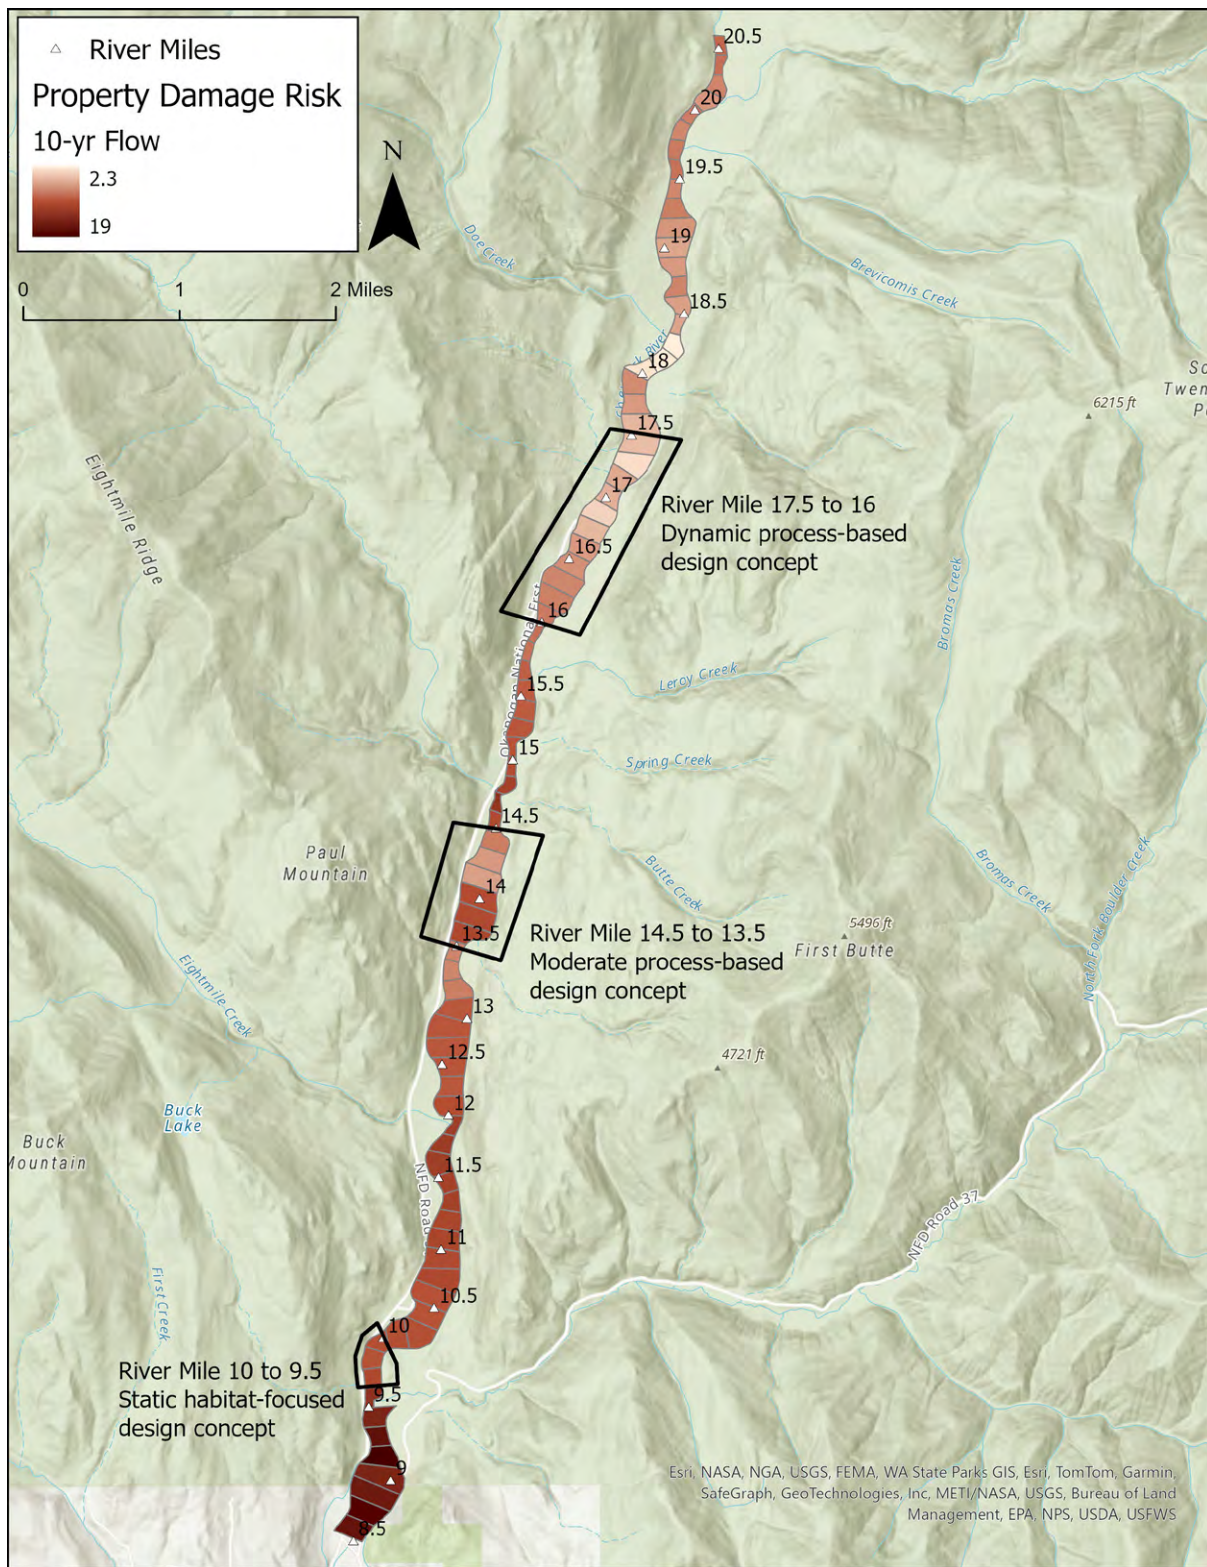 River Miles
Property Damage Risk
10-yr Flow
2.3
19
N
0 1 2 Miles
20.5
20
19.5
Doe Creek
19
Brevicomis Creek
18.5
River
18
6215 ft
17.5
Eightmile Ridge
17
River Mile 17.5 to 16
Dynamic process-based
design concept
16.5
16
Bromas Creek
Okanogan National Frst
Leroy Creek
15.5
15
Spring Creek
14.5
Paul
Mountain
Butte Creek
14
Bromas Creek
North Fork Boulder Creek
13.5
River Mile 14.5 to 13.5
Moderate process-based
design concept
5496 ft
First Butte
Eightmile Creek
13
12.5
4721 ft
12
Buck
Lake
Buck
Mountain
11.5
NFD Road
NFD Road 37
11
First Creek
10.5
10
River Mile 10 to 9.5
Static habitat-focused
design concept
9.5
9
8.5
Esri, NASA, NGA, USGS, FEMA, WA State Parks GIS, Esri, TomTom, Garmin,
SafeGraph, GeoTechnologies, Inc, METI/NASA, USGS, Bureau of Land
Management, EPA, NPS, USDA, USFWS